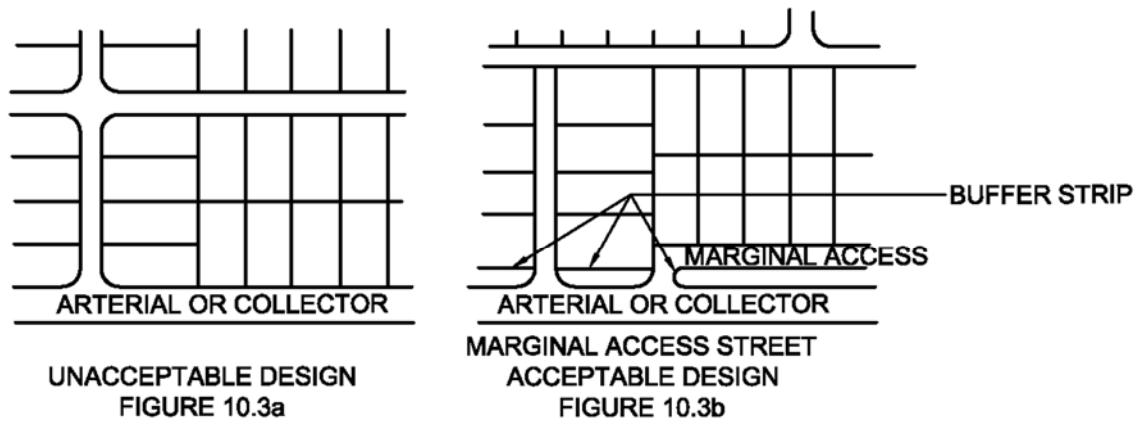 BUFFER STRIP
MARGINAL ACCESS
ARTERIAL OR COLLECTOR
ARTERIAL OR COLLECTOR
UNACCEPTABLE DESIGN
FIGURE 10.3a
MARGINAL ACCESS STREET
ACCEPTABLE DESIGN
FIGURE 10.3b